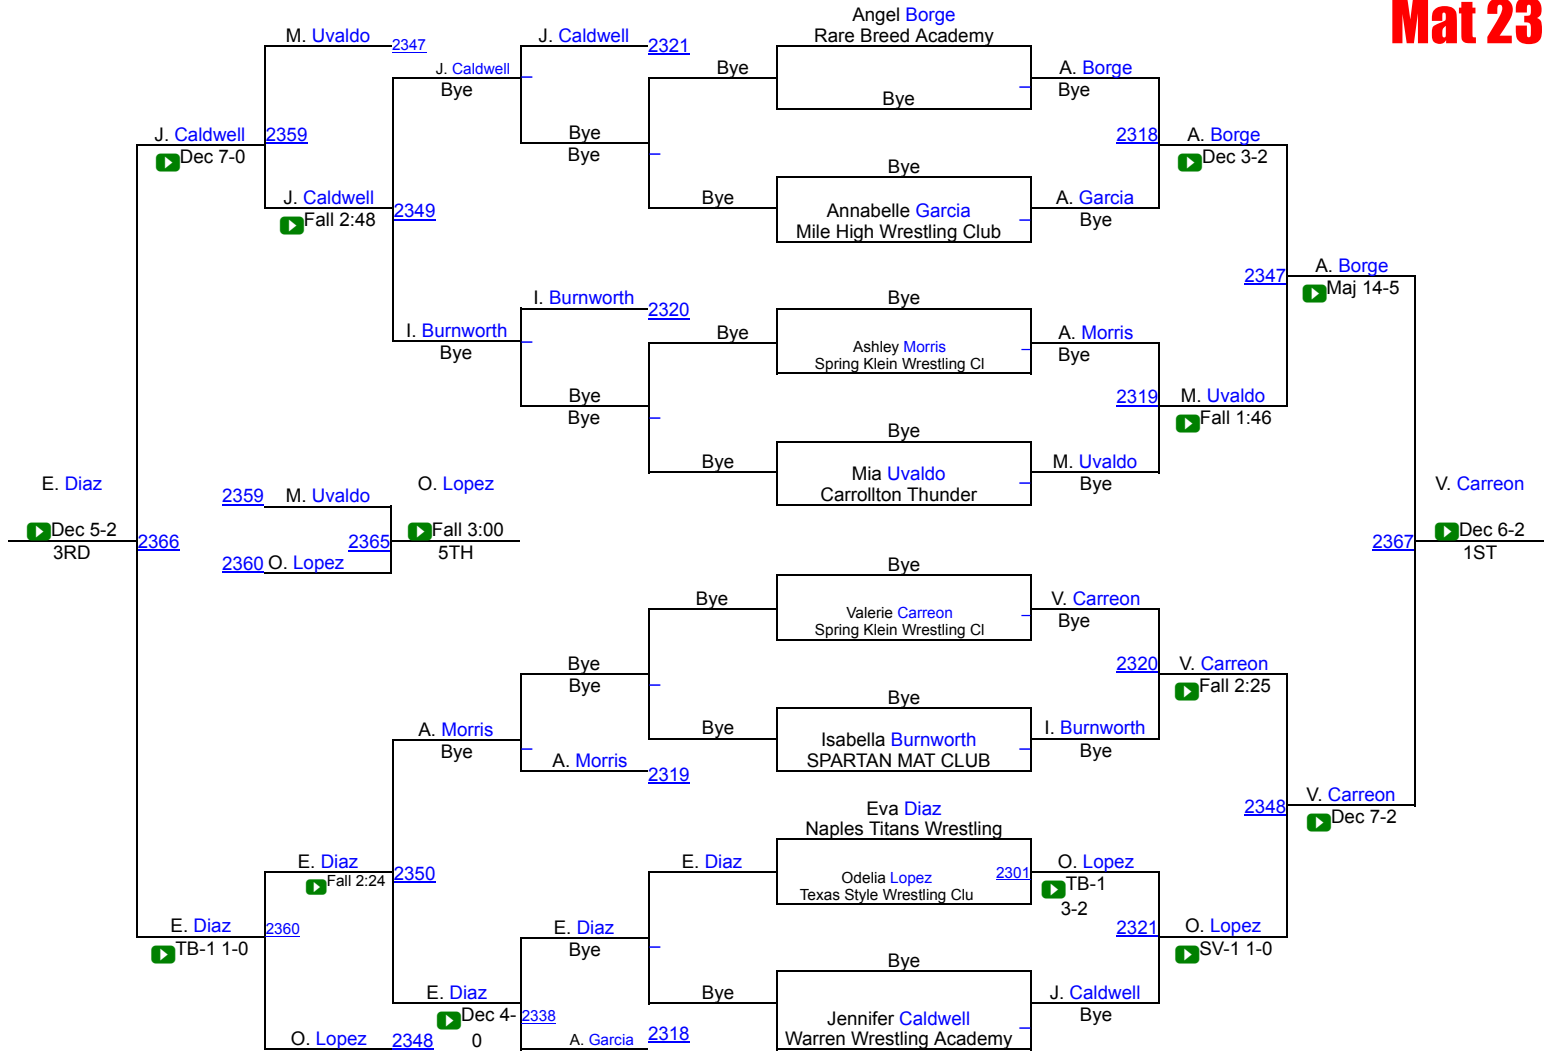 Mat 23
Angel Borge
Rare Breed Academy
M. Uvaldo 2347
J. Caldwell 2321
J. Caldwell
Bye
Bye
Bye
A. Borge
Bye
J. Caldwell 2359
Dec 7-0
Bye
Bye
2318 A. Borge
Dec 3-2
Bye
J. Caldwell 2349
Fall 2:48
Bye
Annabelle Garcia
Mile High Wrestling Club
A. Garcia
Bye
2347 A. Borge
Maj 14-5
I. Burnworth 2320
Bye
I. Burnworth
Bye
Bye
Ashley Morris
Spring Klein Wrestling Cl
A. Morris
Bye
Bye
Bye
2319 M. Uvaldo
Fall 1:46
Bye
Bye
Mia Uvaldo
Carrollton Thunder
M. Uvaldo
Bye
E. Diaz
Dec 5-2
3RD
2366
2359 M. Uvaldo
2365
2360 O. Lopez
O. Lopez
Fall 3:00
5TH
V. Carreon
2367 Dec 6-2
1ST
Bye
Bye
Valerie Carreon
Spring Klein Wrestling Cl
V. Carreon
Bye
Bye
Bye
2320 V. Carreon
Fall 2:25
Bye
A. Morris
Bye
Bye
Isabella Burnworth
SPARTAN MAT CLUB
I. Burnworth
Bye
A. Morris 2319
2348 V. Carreon
Dec 7-2
Eva Diaz
Naples Titans Wrestling
E. Diaz 2350
Fall 2:24
E. Diaz
Odelia Lopez 2301
Texas Style Wrestling Clu
O. Lopez
TB-1
3-2
E. Diaz 2360
TB-1 1-0
E. Diaz
Bye
2321 O. Lopez
SV-1 1-0
Bye
E. Diaz
Dec 4-
0
2338
Bye
Jennifer Caldwell
Warren Wrestling Academy
J. Caldwell
Bye
O. Lopez 2348
A. Garcia 2318